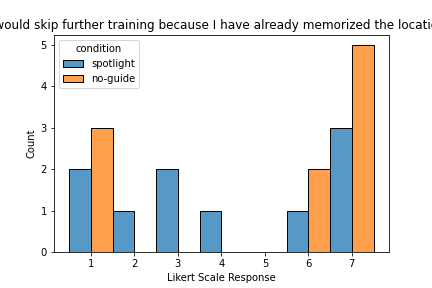 would skip further training because I have already memorized the locatio
condition
spotlight
no-guide
Count
5
4
3
2
1
0
1 2 3 4 5 6 7
Likert Scale Response